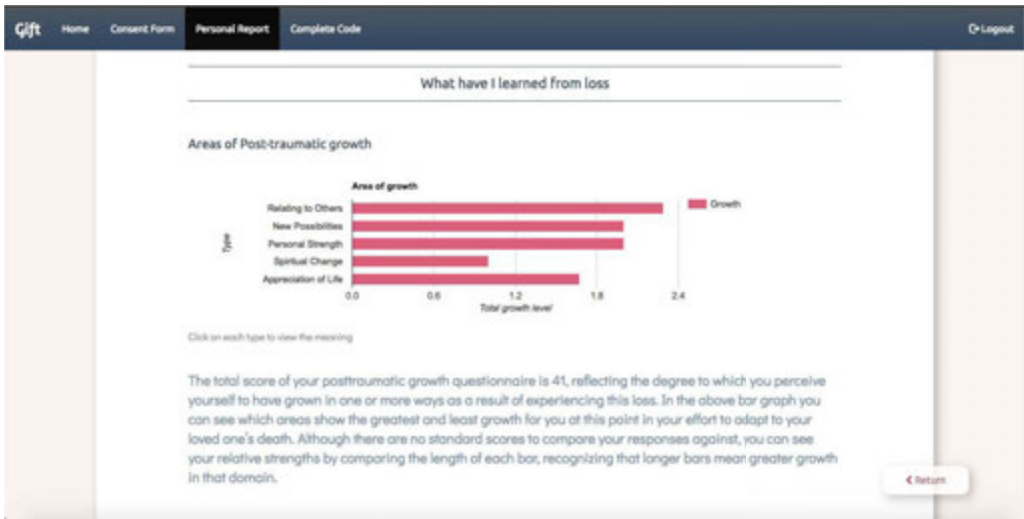 Gift Home Consent Form Personal Report Complete Code Logout
What have I learned from loss
Areas of Post-traumatic growth
Area of growth
Relating to Others
New Possibilities
Personal Strength
Spiritual Change
Appreciation of Life
Type
Growth
0.0 0.6 1.2 1.8 2.4
Total growth level
Click on each type to view the meaning
The total score of your posttraumatic growth questionnaire is 41, reflecting the degree to which you perceive
yourself to have grown in one or more ways as a result of experiencing this loss. In the above bar graph you
can see which areas show the greatest and least growth for you at this point in your effort to adapt to your
loved one's death. Although there are no standard scores to compare your responses against, you can see
your relative strengths by comparing the length of each bar, recognizing that longer bars mean greater growth
in that domain.
Return